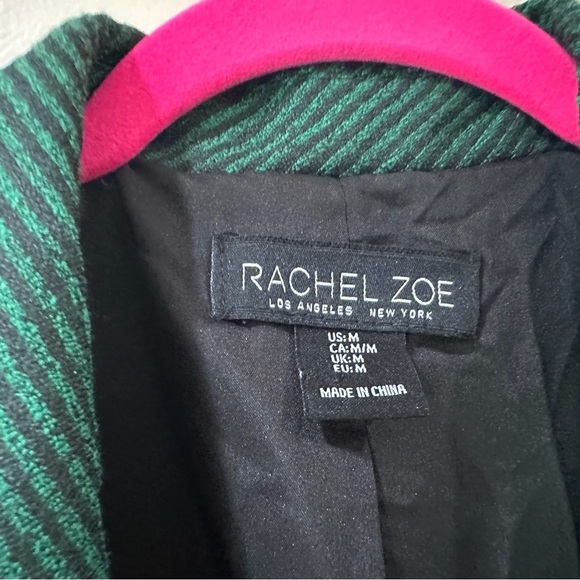 RACHEL ZOE
LOS ANGELES NEW YORK
US:M
CA:M/M
UK:M
EU:M
MADE IN CHINA